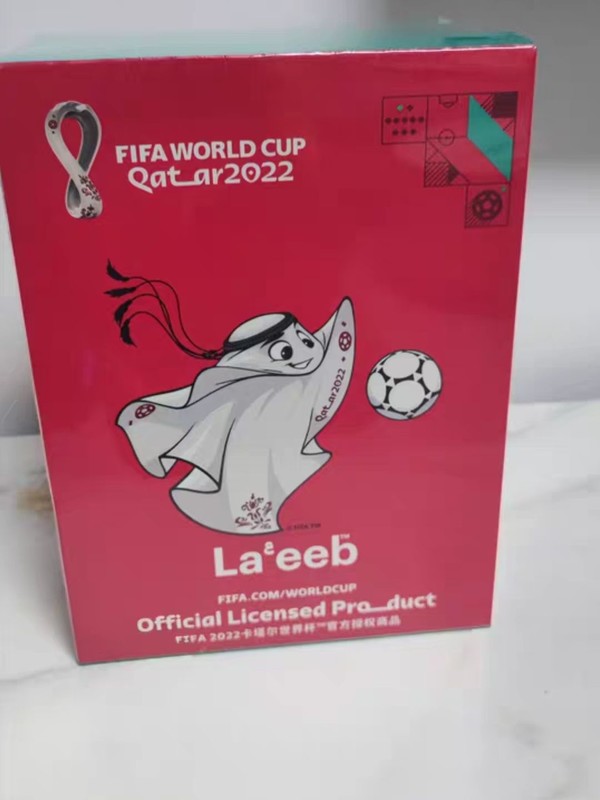 FIFA WORLD CUP
Qatar2022
Qatar2022
La'eeb™
FIFA.COM/WORLDCUP
Official Licensed Product
FIFA 2022卡塔尔世界杯™官方授权商品